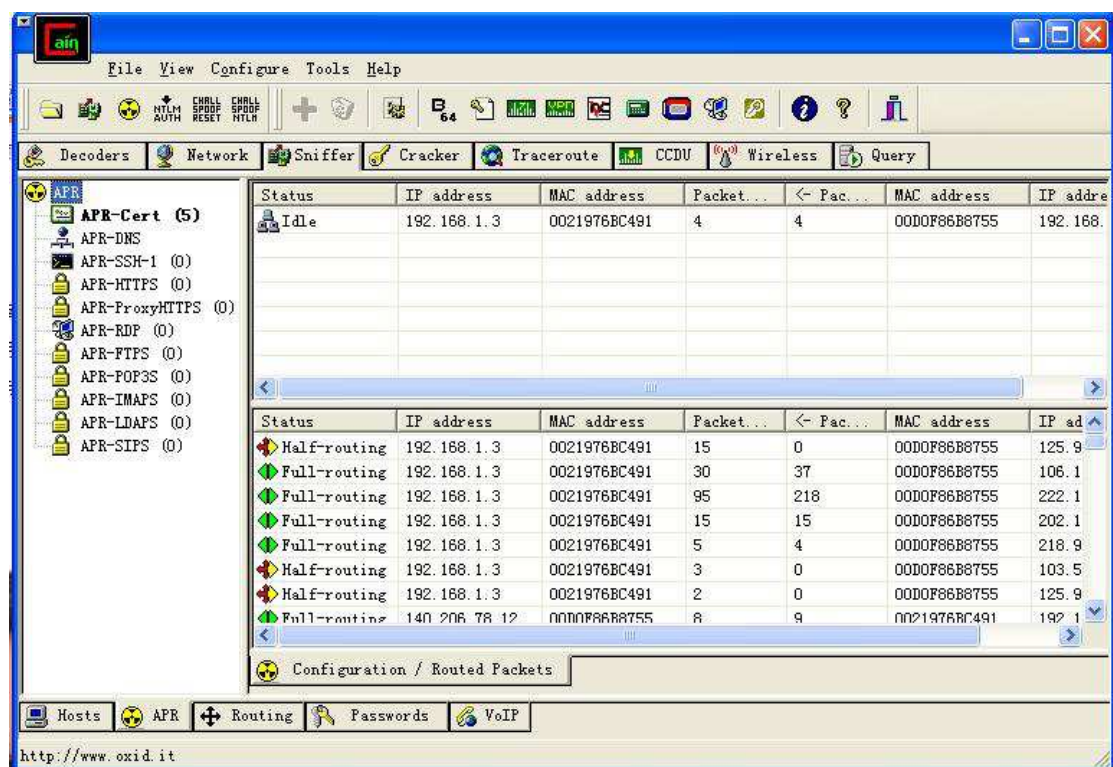 Cain
File View Configure Tools Help
NTLM AUTH CHALL SPOOF RESET CHALL SPOOF NTLM B 64
Decoders Network Sniffer Cracker Traceroute CCDU Wireless Query
APR
APR-Cert (5)
APR-DNS
APR-SSH-1 (0)
APR-HTTPS (0)
APR-ProxyHTTPS (0)
APR-RDP (0)
APR-FTPS (0)
APR-POP3S (0)
APR-IMAPS (0)
APR-LDAPS (0)
APR-SIPS (0)
Status IP address MAC address Packet... <- Pac... MAC address IP addre
Idle 192.168.1.3 0021976BC491 4 4 00D0F86B8755 192.168.
Status IP address MAC address Packet... <- Pac... MAC address IP ad
Half-routing 192.168.1.3 0021976BC491 15 0 00D0F86B8755 125.9
Full-routing 192.168.1.3 0021976BC491 30 37 00D0F86B8755 106.1
Full-routing 192.168.1.3 0021976BC491 95 218 00D0F86B8755 222.1
Full-routing 192.168.1.3 0021976BC491 15 15 00D0F86B8755 202.1
Full-routing 192.168.1.3 0021976BC491 5 4 00D0F86B8755 218.9
Half-routing 192.168.1.3 0021976BC491 3 0 00D0F86B8755 103.5
Half-routing 192.168.1.3 0021976BC491 2 0 00D0F86B8755 125.9
Full-routing 140.206.78.12 00D0F86B8755 8 9 0021976BC491 192.1
Configuration / Routed Packets
Hosts APR Routing Passwords VoIP
http://www.oxid.it